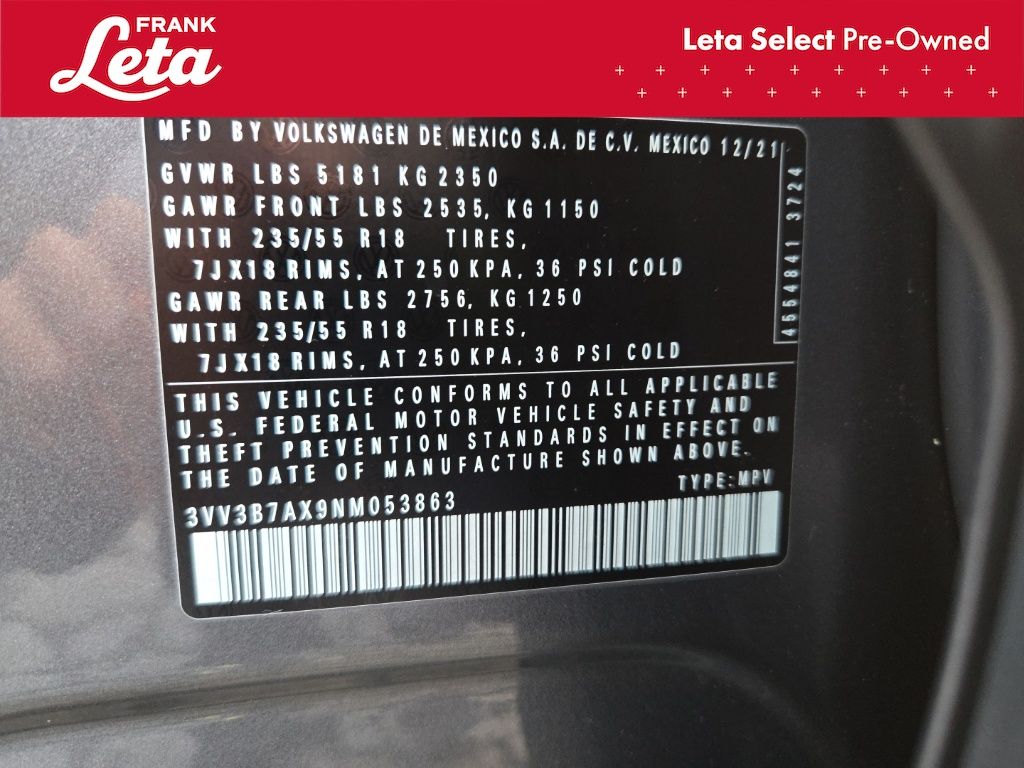 FRANK
Leta
Leta Select Pre-Owned
MFD BY VOLKSWAGEN DE MEXICO S.A. DE C.V. MEXICO 12/21
GVWR LBS 5181 KG 2350
GAWR FRONT LBS 2535, KG 1150
WITH 235/55 R18 TIRES,
7JX18 RIMS, AT 250 KPA, 36 PSI COLD
GAWR REAR LBS 2756, KG 1250
WITH 235/55 R18 TIRES,
7JX18 RIMS, AT 250 KPA, 36 PSI COLD
4554841 3724
THIS VEHICLE CONFORMS TO ALL APPLICABLE
U.S. FEDERAL MOTOR VEHICLE SAFETY AND
THEFT PREVENTION STANDARDS IN EFFECT ON
THE DATE OF MANUFACTURE SHOWN ABOVE.
TYPE:MPV
3VV3B7AX9NM053863